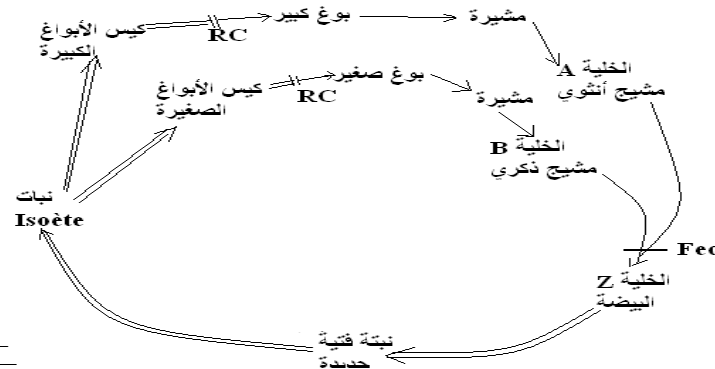 كيس الأبواغ
الكبيرة
RC
بوغ كبير
مشيرة
الخلية A
مشيج أنثوي
كيس الأبواغ
الصغيرة
RC
بوغ صغير
مشيرة
الخلية B
مشيج ذكري
نبات
Isoète
Fec
الخلية Z
البيضة
نبتة فتية
جديدة